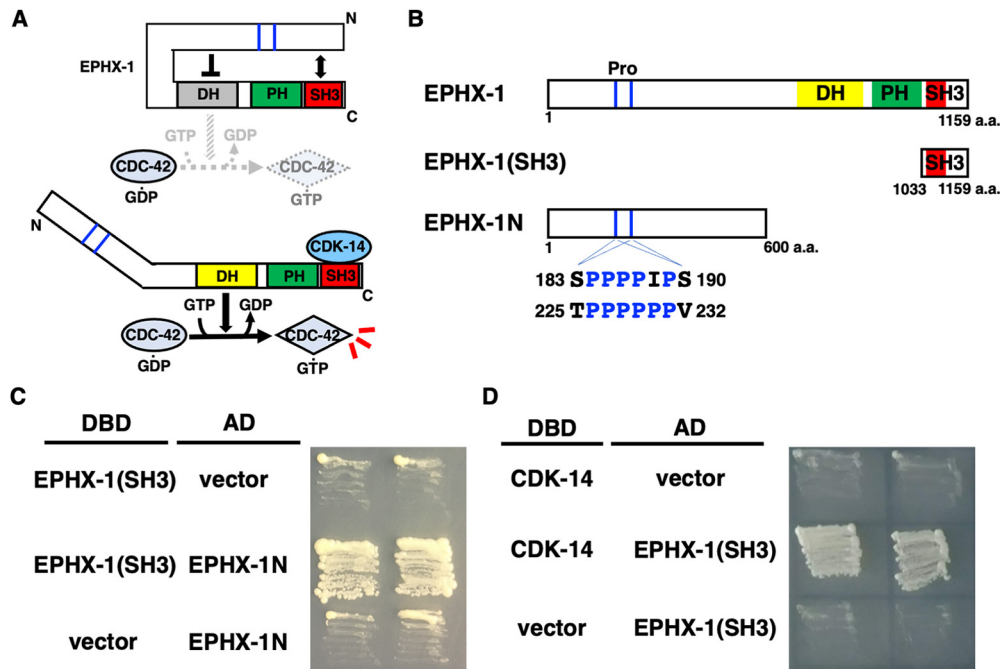 A
N
EPHX-1
DH
PH
SH3
C
GTP
GDP
CDC-42
CDC-42
GDP
GTP
N
CDK-14
DH
PH
SH3
C
GTP
GDP
CDC-42
CDC-42
GDP
GTP
B
Pro
EPHX-1
DH
PH
SH3
1
1159 a.a.
EPHX-1(SH3)
SH3
1033 1159 a.a.
EPHX-1N
1
600 a.a.
183 SPPPPIPS 190
225 TPPPPPPV 232
C
DBD AD
EPHX-1(SH3) vector
EPHX-1(SH3) EPHX-1N
vector EPHX-1N
D
DBD AD
CDK-14 vector
CDK-14 EPHX-1(SH3)
vector EPHX-1(SH3)